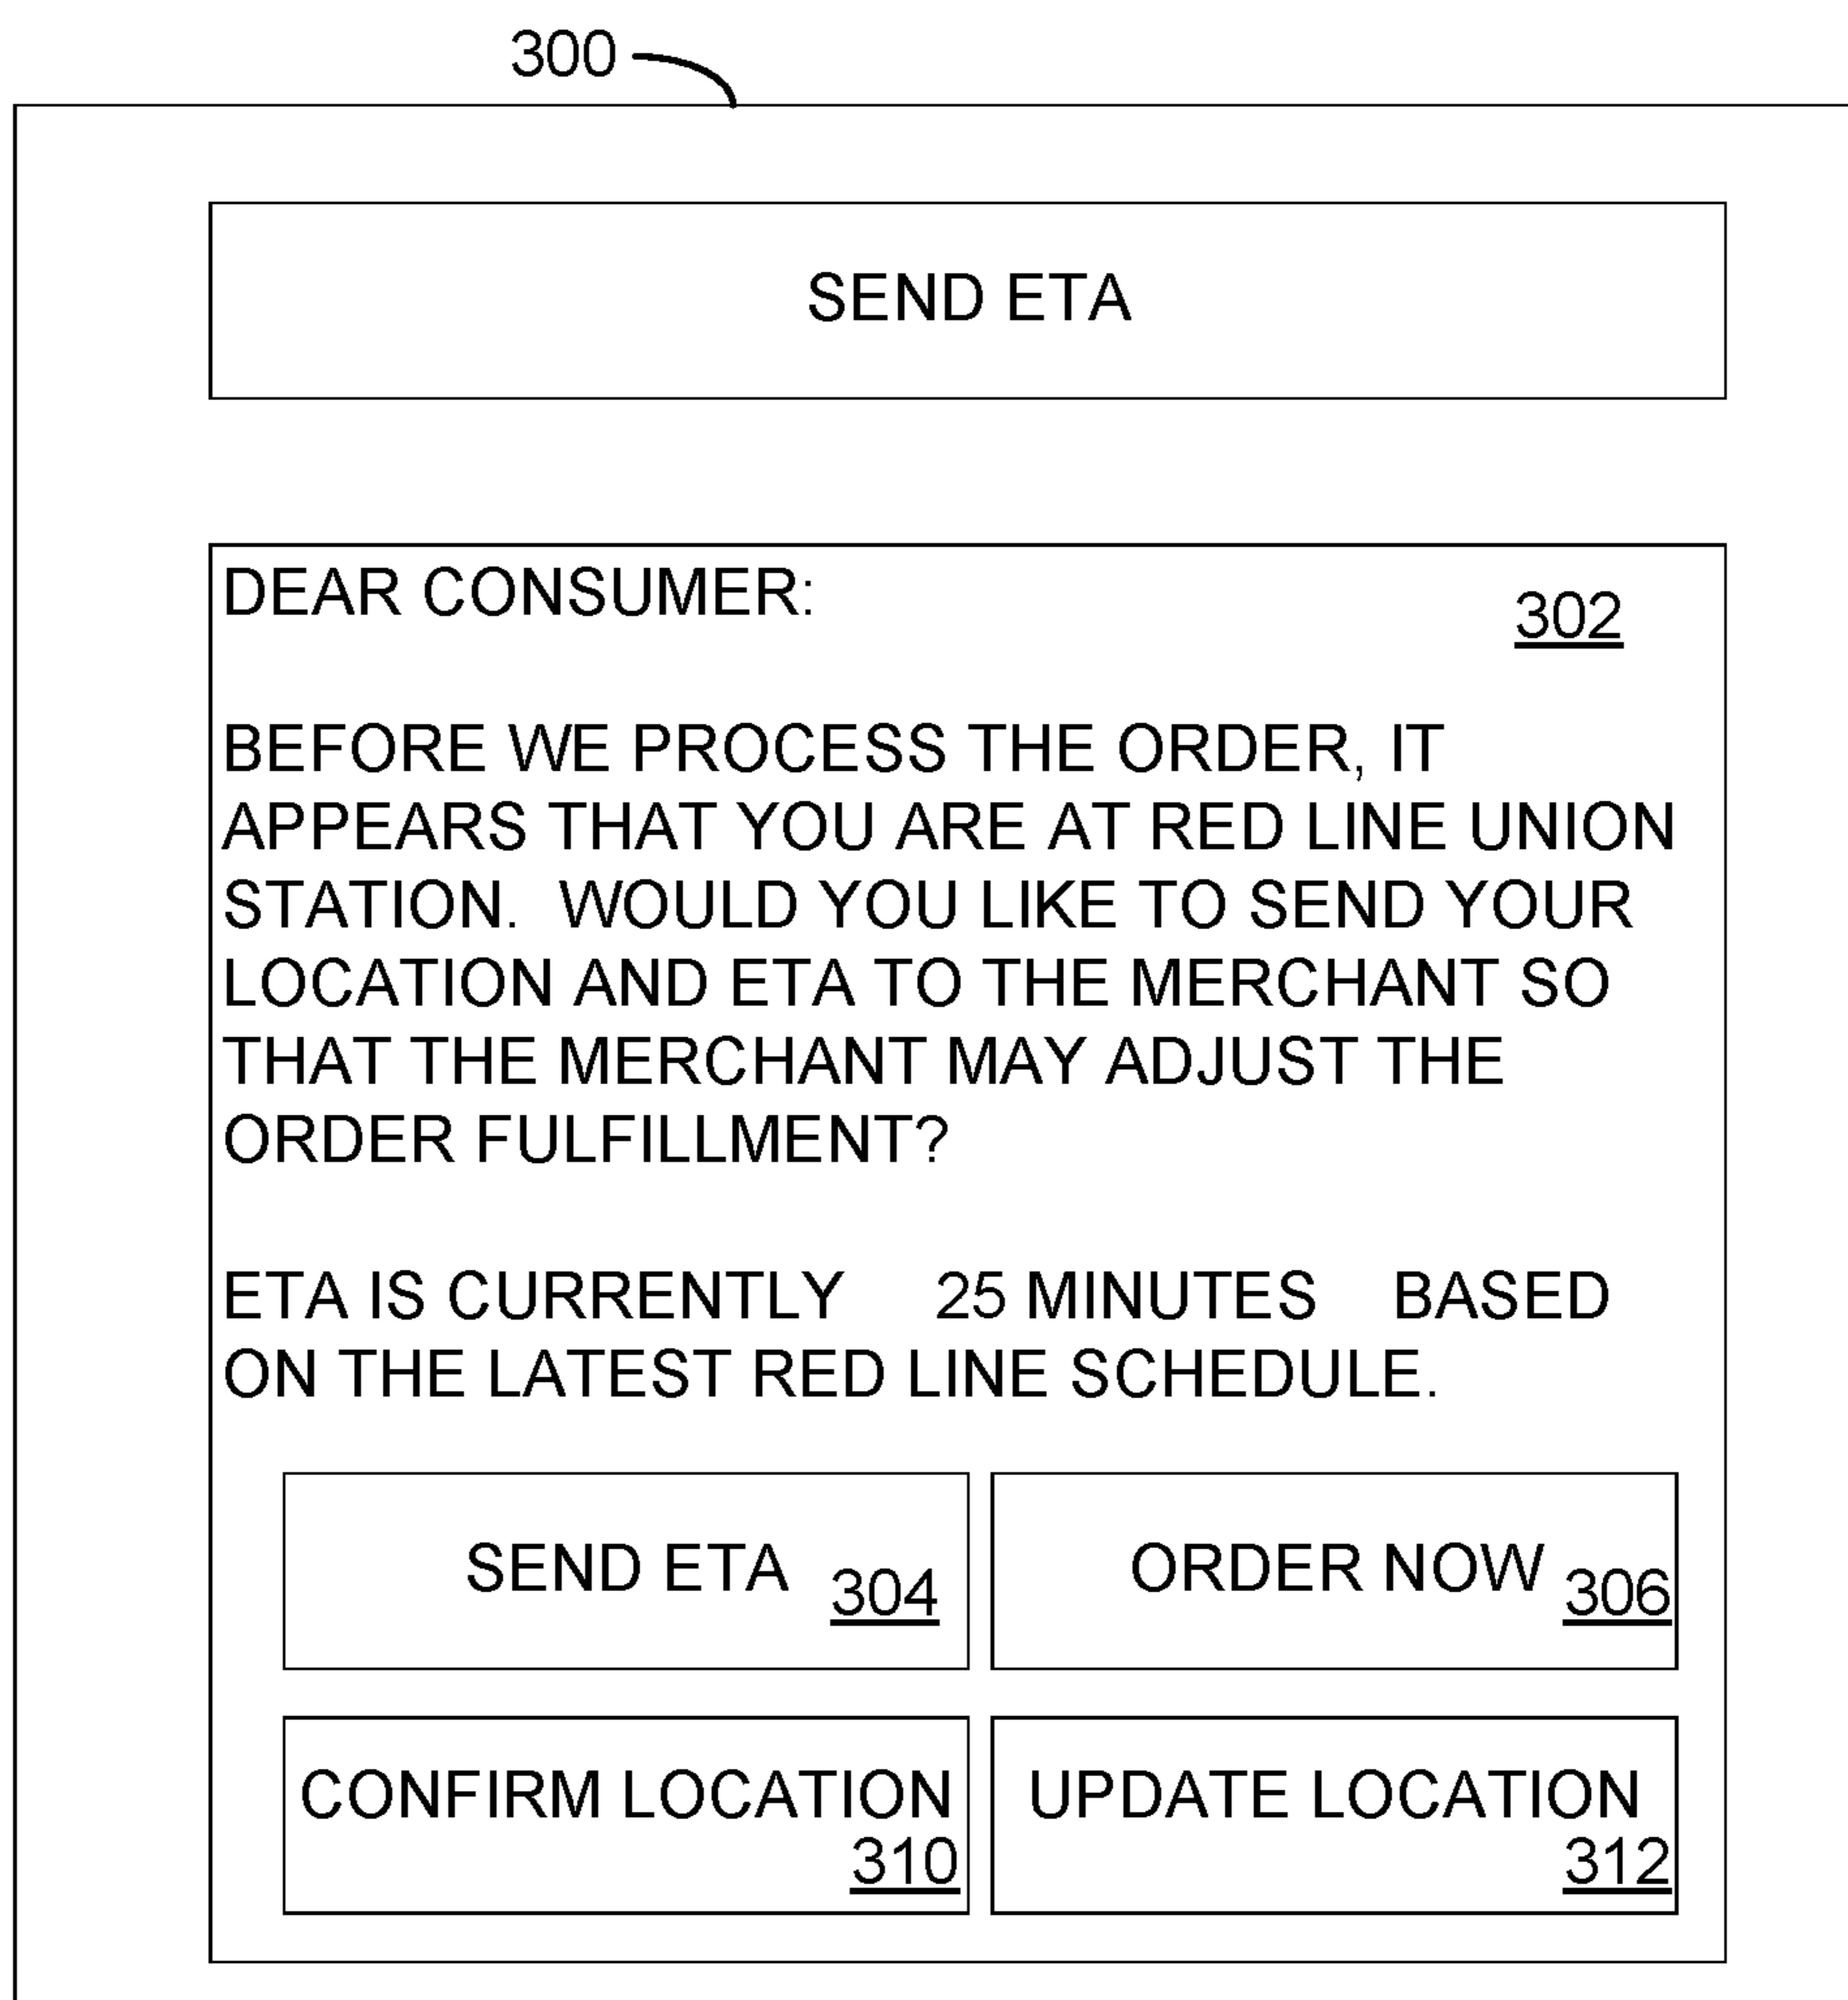 300
SEND ETA
DEAR CONSUMER:
302
BEFORE WE PROCESS THE ORDER, IT
APPEARS THAT YOU ARE AT RED LINE UNION
STATION. WOULD YOU LIKE TO SEND YOUR
LOCATION AND ETA TO THE MERCHANT SO
THAT THE MERCHANT MAY ADJUST THE
ORDER FULFILLMENT?
ETA IS CURRENTLY 25 MINUTES BASED
ON THE LATEST RED LINE SCHEDULE.
SEND ETA 304
ORDER NOW 306
CONFIRM LOCATION
310
UPDATE LOCATION
312